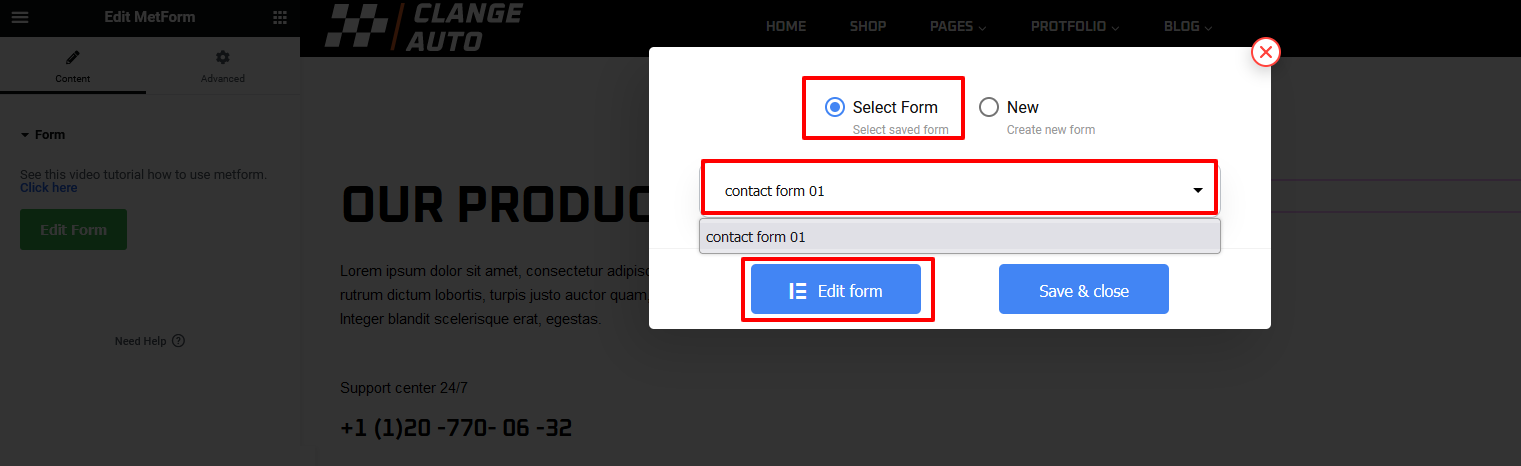 Edit MetForm
Content
Advanced
Form
See this video tutorial how to use metform.
Click here
Edit Form
Need Help ?
CLANGE
AUTO
HOME SHOP PAGES PROTFOLIO BLOG
OUR PRODUC
Lorem ipsum dolor sit amet, consectetur adipisc
rutrum dictum lobortis, turpis justo auctor quam,
Integer blandit scelerisque erat, egestas.
Support center 24/7
+1 (1)20 -770- 06 -32
Select Form
Select saved form
New
Create new form
contact form 01
contact form 01
Edit form
Save & close